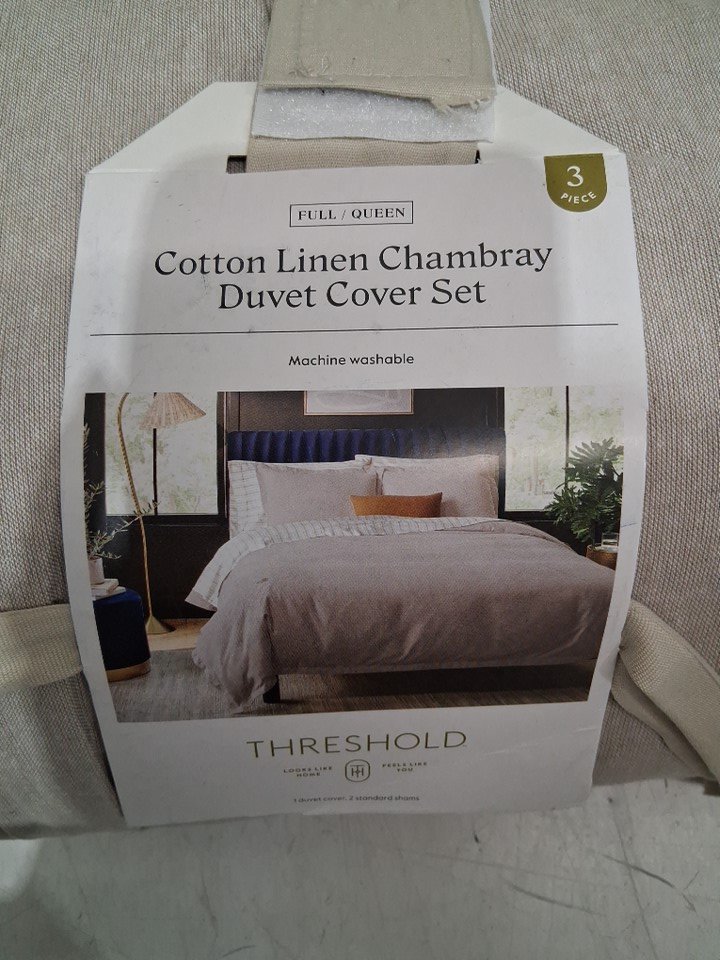 3
PIECE
FULL / QUEEN
Cotton Linen Chambray
Duvet Cover Set
Machine washable
THRESHOLD
LOOKS LIKE
HOME
FEELS LIKE
YOU
1 duvet cover, 2 standard shams